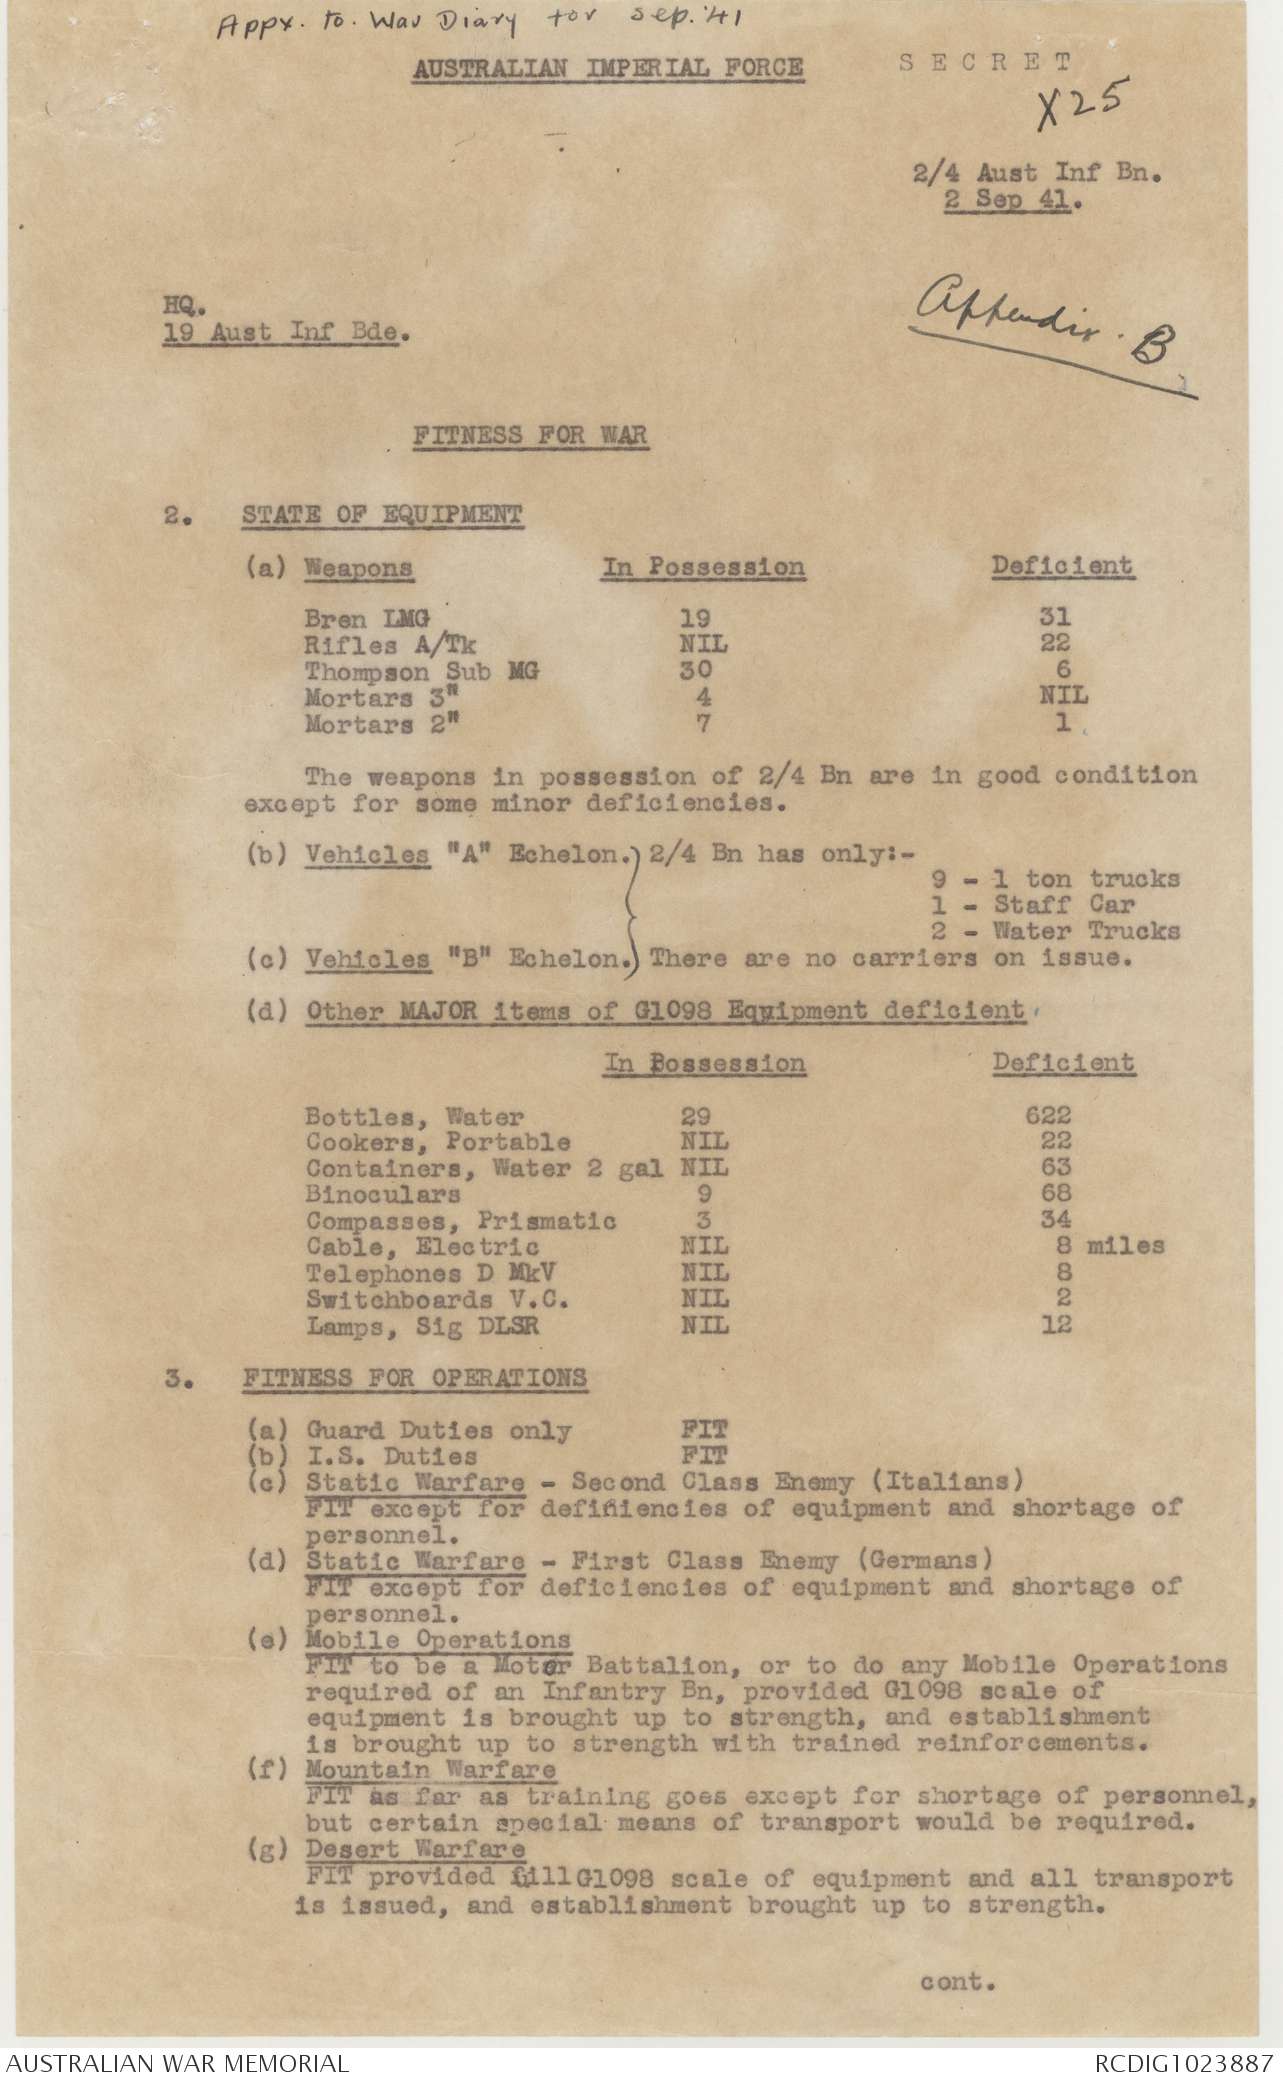 Appx. to. War Diary for Sep. '41
AUSTRALIAN IMPERIAL FORCE
SECRET
X25
2/4 Aust Inf Bn.
2 Sep 41.
HQ.
19 Aust Inf Bde.
Appendix. B
FITNESS FOR WAR
2. STATE OF EQUIPMENT
(a) Weapons In Possession Deficient
Bren LMG 19 31
Rifles A/Tk NIL 22
Thompson Sub MG 30 6
Mortars 3" 4 NIL
Mortars 2" 7 1
The weapons in possession of 2/4 Bn are in good condition
except for some minor deficiencies.
(b) Vehicles "A" Echelon.) 2/4 Bn has only:-
9 - 1 ton trucks
1 - Staff Car
2 - Water Trucks
(c) Vehicles "B" Echelon.) There are no carriers on issue.
(d) Other MAJOR items of G1098 Equipment deficient
In Possession Deficient
Bottles, Water 29 622
Cookers, Portable NIL 22
Containers, Water 2 gal NIL 63
Binoculars 9 68
Compasses, Prismatic 3 34
Cable, Electric NIL 8 miles
Telephones D MkV NIL 8
Switchboards V.C. NIL 2
Lamps, Sig DLSR NIL 12
3. FITNESS FOR OPERATIONS
(a) Guard Duties only FIT
(b) I.S. Duties FIT
(c) Static Warfare - Second Class Enemy (Italians)
FIT except for defifiiencies of equipment and shortage of
personnel.
(d) Static Warfare - First Class Enemy (Germans)
FIT except for deficiencies of equipment and shortage of
personnel.
(e) Mobile Operations
FIT to be a Motor Battalion, or to do any Mobile Operations
required of an Infantry Bn, provided G1098 scale of
equipment is brought up to strength, and establishment
is brought up to strength with trained reinforcements.
(f) Mountain Warfare
FIT as far as training goes except for shortage of personnel,
but certain special means of transport would be required.
(g) Desert Warfare
FIT provided full G1098 scale of equipment and all transport
is issued, and establishment brought up to strength.
cont.
AUSTRALIAN WAR MEMORIAL
RCDIG1023887